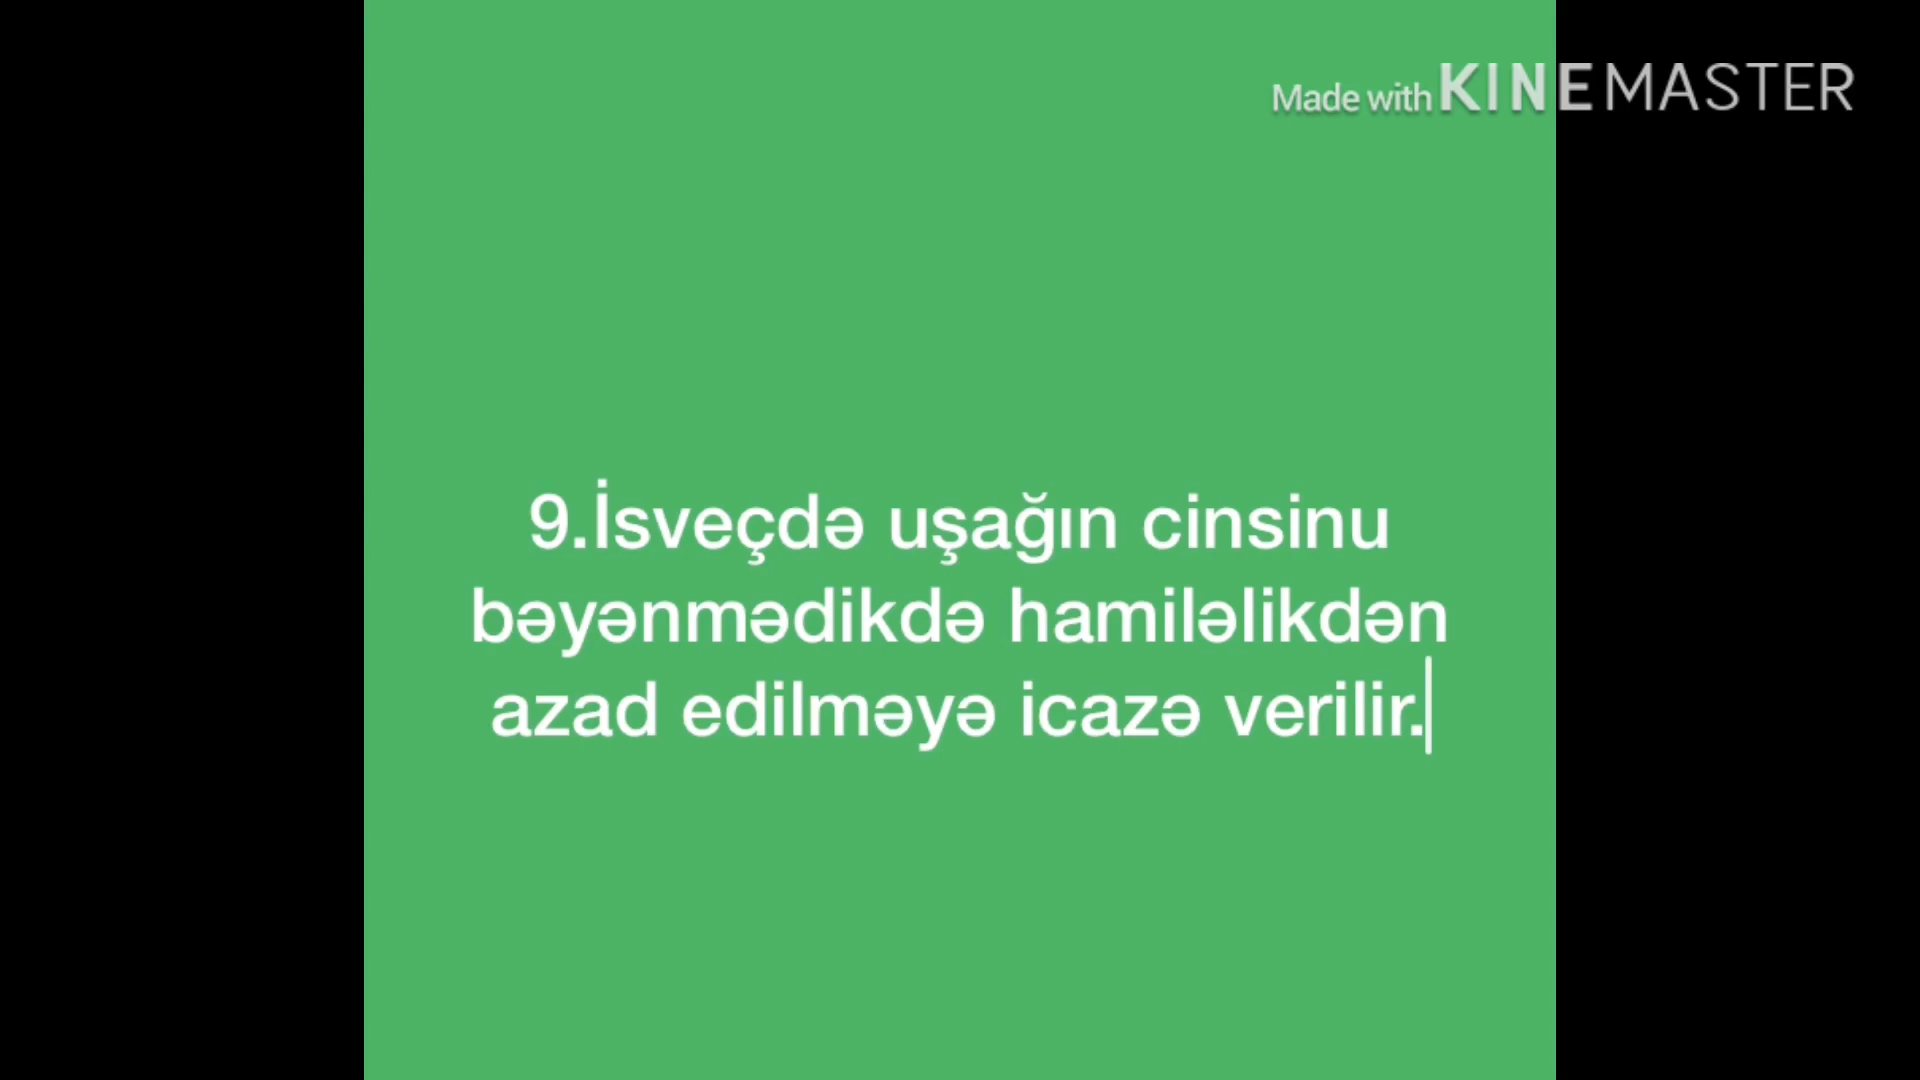 Made with KINEMASTER
9.İsveçdə uşağın cinsinu
bəyənmədikdə hamiləlikdən
azad edilməyə icazə verilir.